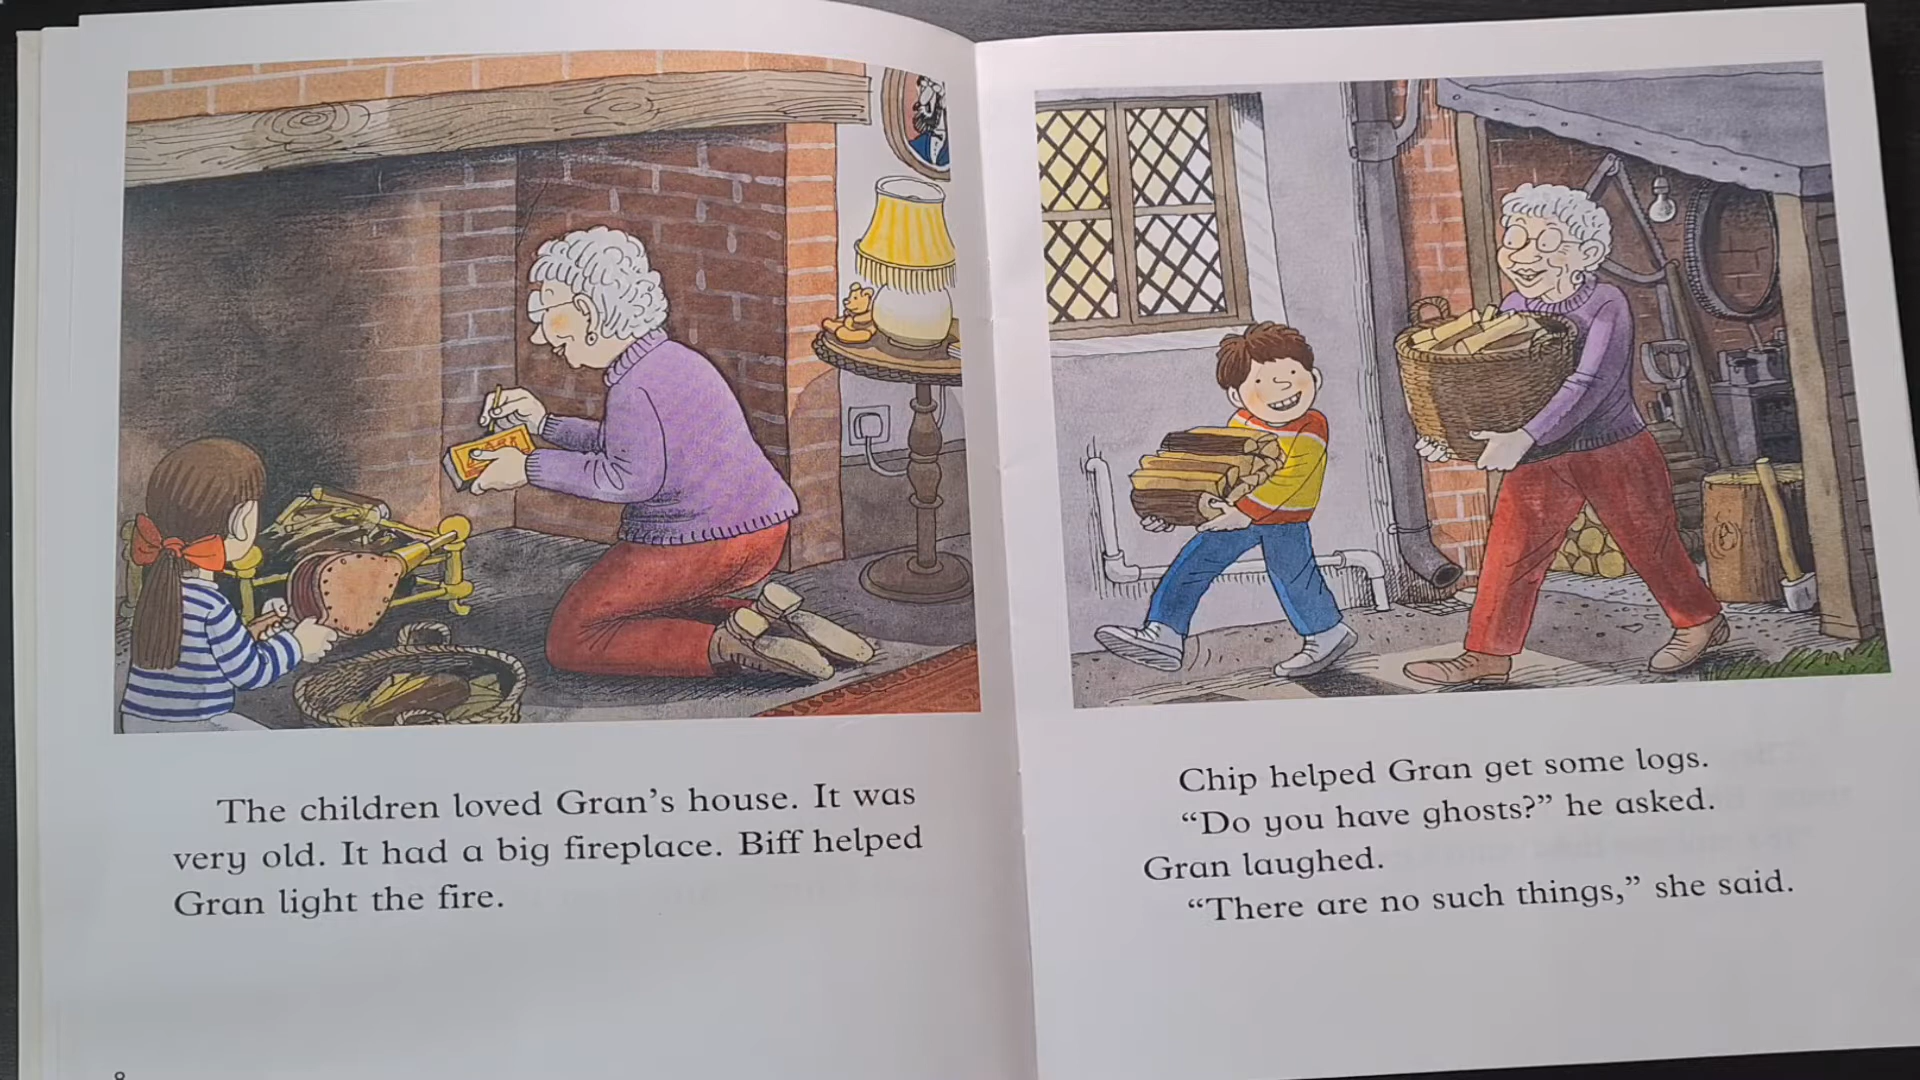 The children loved Gran's house. It was
very old. It had a big fireplace. Biff helped
Gran light the fire.
Chip helped Gran get some logs.
“Do you have ghosts?” he asked.
Gran laughed.
“There are no such things,” she said.